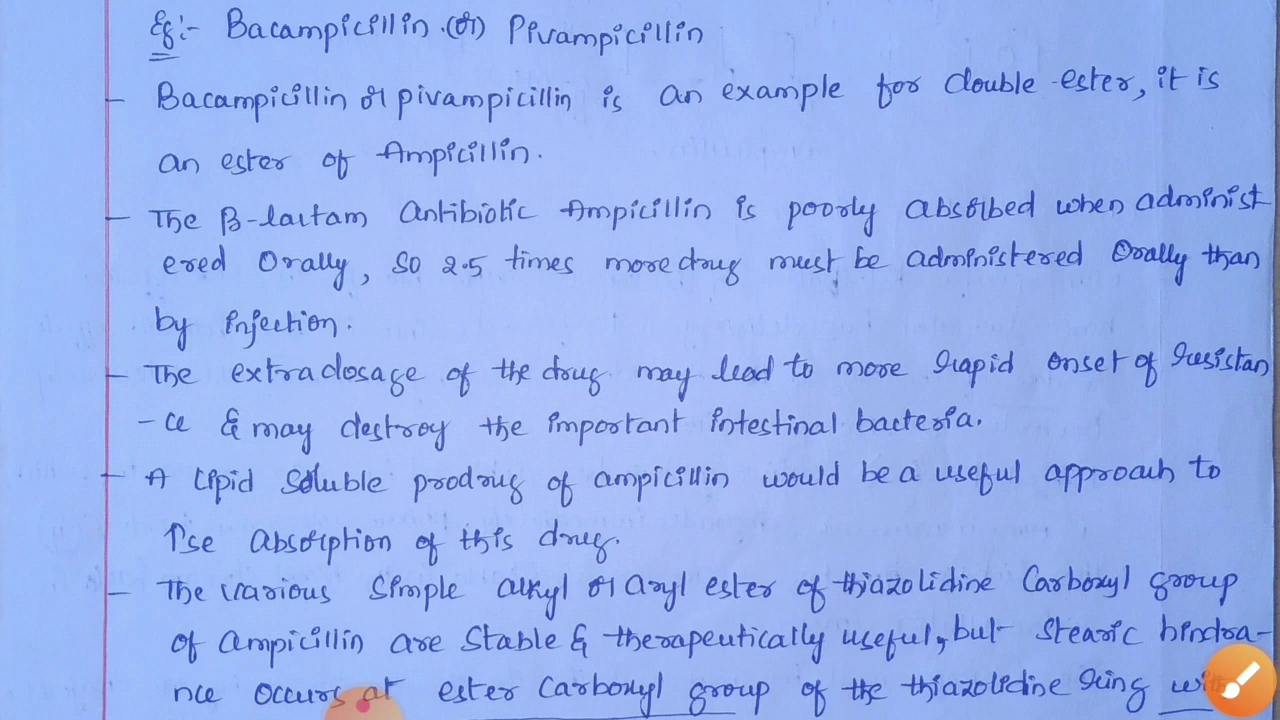 Eg:- Bacampicillin (or) Pivampicillin
- Bacampicillin or pivampicillin is an example for double ester, it is
an ester of Ampicillin.
- The β-lactam antibiotic Ampicillin is poorly absorbed when administ
ered orally, so 2.5 times more drug must be administered orally than
by injection.
- The extra dosage of the drug may lead to more rapid onset of resistan
-ce & may destroy the important intestinal bacteria.
- A lipid soluble prodrug of ampicillin would be a useful approach to
↑se absorption of this drug.
- The various simple alkyl or aryl ester of thiazolidine carboxyl group
of ampicillin are stable & therapeutically useful, but stearic hindra-
nce occurs at ester carboxyl group of the thiazolidine ring